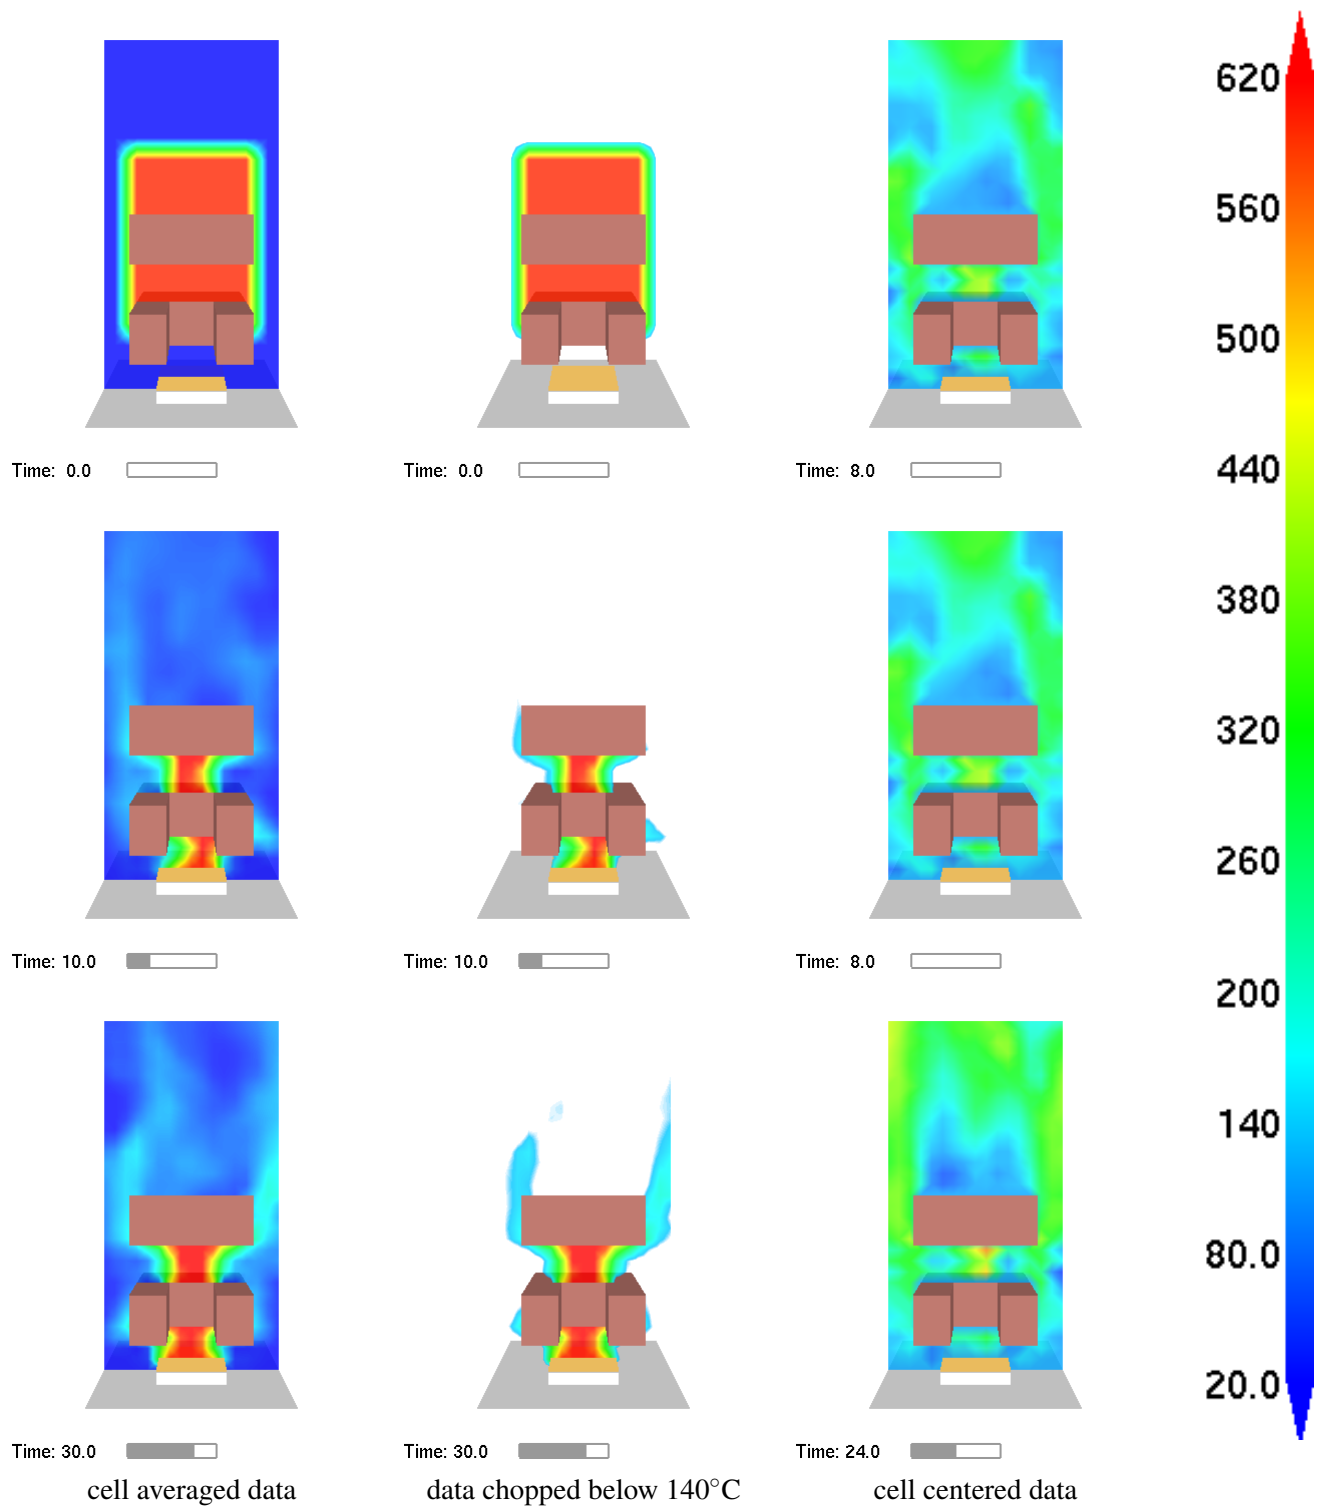 620
560
500
440
380
320
260
200
140
80.0
20.0
Time: 0.0
Time: 0.0
Time: 8.0
Time: 10.0
Time: 10.0
Time: 8.0
Time: 30.0
Time: 30.0
Time: 24.0
cell averaged data
data chopped below 140°C
cell centered data